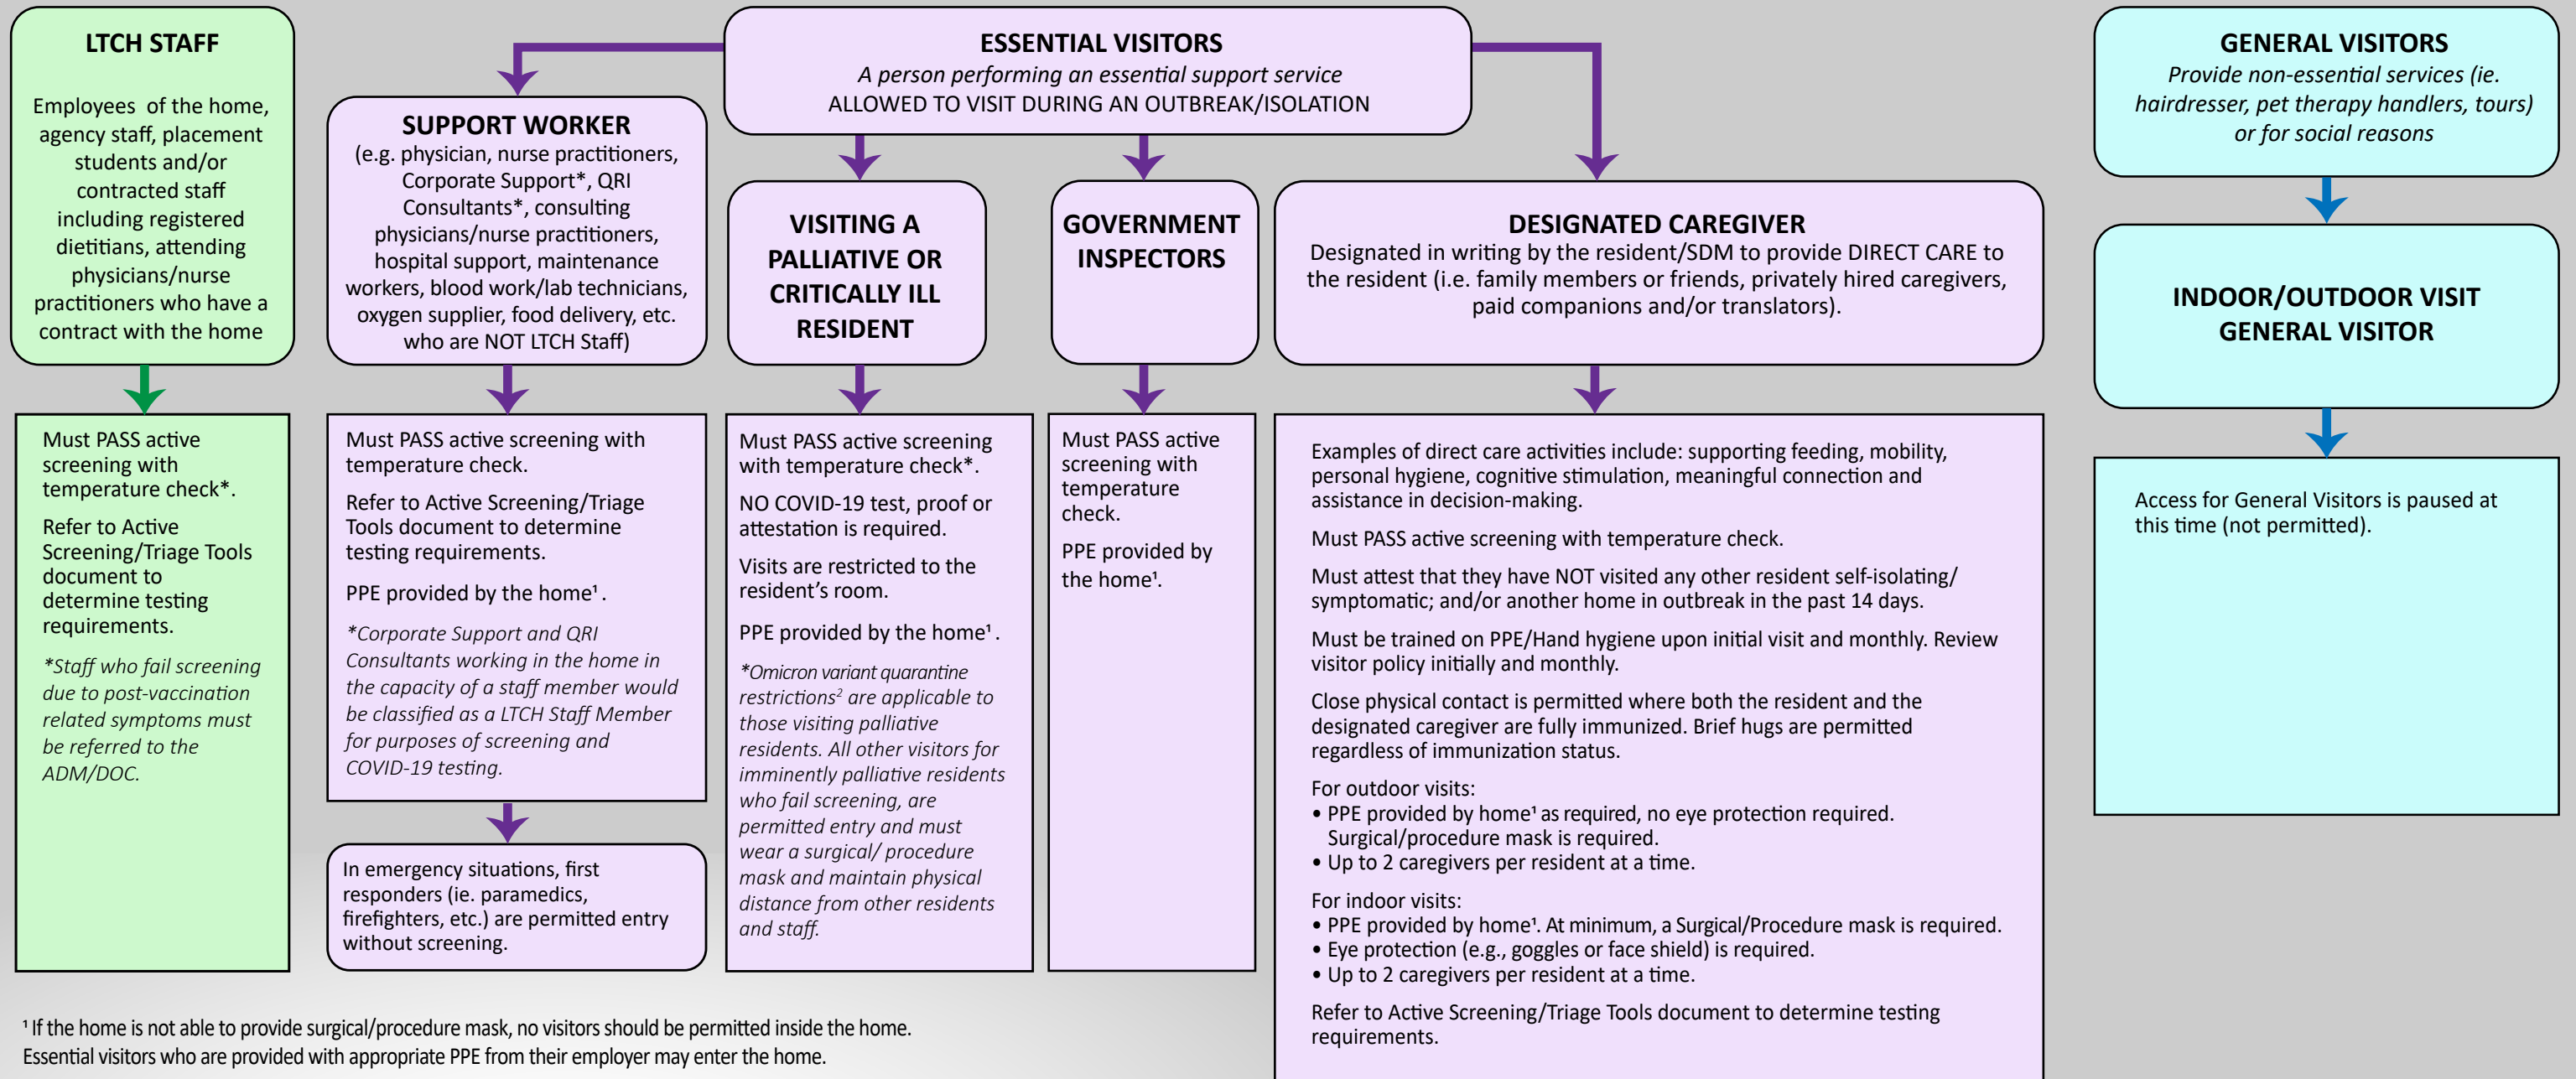 LTCH STAFF
Employees  of the home,
agency staff, placement
students and/or
contracted staff
including registered
dietitians, attending
physicians/nurse
practitioners who have a
contract with the home
Must PASS active
screening with
temperature check*.
Refer to Active
Screening/Triage Tools
document to
determine testing
requirements.
*Staff who fail screening
due to post-vaccination
related symptoms must
be referred to the
ADM/DOC.
ESSENTIAL VISITORS
A person performing an essential support service
ALLOWED TO VISIT DURING AN OUTBREAK/ISOLATION
SUPPORT WORKER
(e.g. physician, nurse practitioners,
Corporate Support*, QRI
Consultants*, consulting
physicians/nurse practitioners,
hospital support, maintenance
workers, blood work/lab technicians,
oxygen supplier, food delivery, etc.
who are NOT LTCH Staff)
Must PASS active screening with
temperature check.
Refer to Active Screening/Triage
Tools document to determine
testing requirements.
PPE provided by the home¹ .
*Corporate Support and QRI
Consultants working in the home in
the capacity of a staff member would
be classified as a LTCH Staff Member
for purposes of screening and
COVID-19 testing.
In emergency situations, first
responders (ie. paramedics,
firefighters, etc.) are permitted entry
without screening.
VISITING A
PALLIATIVE OR
CRITICALLY ILL
RESIDENT
Must PASS active screening
with temperature check*.
NO COVID-19 test, proof or
attestation is required.
Visits are restricted to the
resident's room.
PPE provided by the home¹ .
*Omicron variant quarantine
restrictions² are applicable to
those visiting palliative
residents. All other visitors for
imminently palliative residents
who fail screening, are
permitted entry and must
wear a surgical/ procedure
mask and maintain physical
distance from other residents
and staff.
GOVERNMENT
INSPECTORS
Must PASS active
screening with
temperature
check.
PPE provided by
the home¹.
DESIGNATED CAREGIVER
Designated in writing by the resident/SDM to provide DIRECT CARE to
the resident (i.e. family members or friends, privately hired caregivers,
paid companions and/or translators).
Examples of direct care activities include: supporting feeding, mobility,
personal hygiene, cognitive stimulation, meaningful connection and
assistance in decision-making.
Must PASS active screening with temperature check.
Must attest that they have NOT visited any other resident self-isolating/
symptomatic; and/or another home in outbreak in the past 14 days.
Must be trained on PPE/Hand hygiene upon initial visit and monthly. Review
visitor policy initially and monthly.
Close physical contact is permitted where both the resident and the
designated caregiver are fully immunized. Brief hugs are permitted
regardless of immunization status.
For outdoor visits:
• PPE provided by home¹ as required, no eye protection required.
Surgical/procedure mask is required.
• Up to 2 caregivers per resident at a time.
For indoor visits:
• PPE provided by home¹. At minimum, a Surgical/Procedure mask is required.
• Eye protection (e.g., goggles or face shield) is required.
• Up to 2 caregivers per resident at a time.
Refer to Active Screening/Triage Tools document to determine testing
requirements.
GENERAL VISITORS
Provide non-essential services (ie.
hairdresser, pet therapy handlers, tours)
or for social reasons
INDOOR/OUTDOOR VISIT
GENERAL VISITOR
Access for General Visitors is paused at
this time (not permitted).
¹ If the home is not able to provide surgical/procedure mask, no visitors should be permitted inside the home.
Essential visitors who are provided with appropriate PPE from their employer may enter the home.